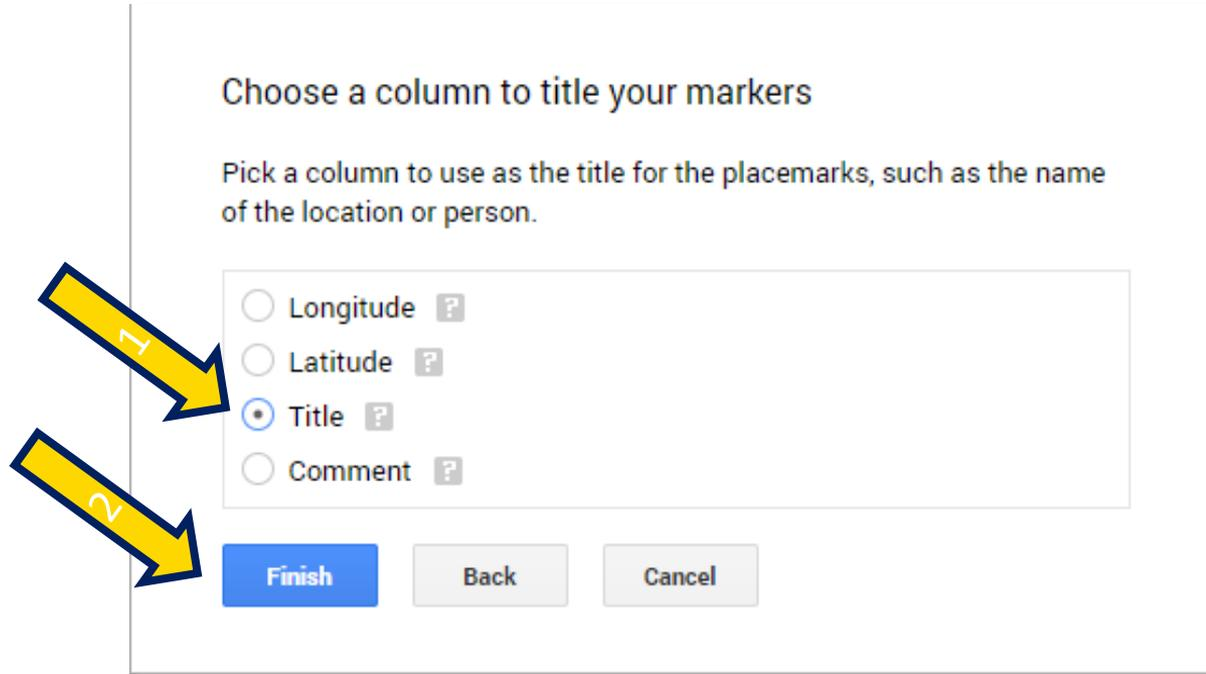 Choose a column to title your markers
Pick a column to use as the title for the placemarks, such as the name
of the location or person.
Longitude ?
Latitude ?
1
Title ?
Comment ?
2
Finish Back Cancel